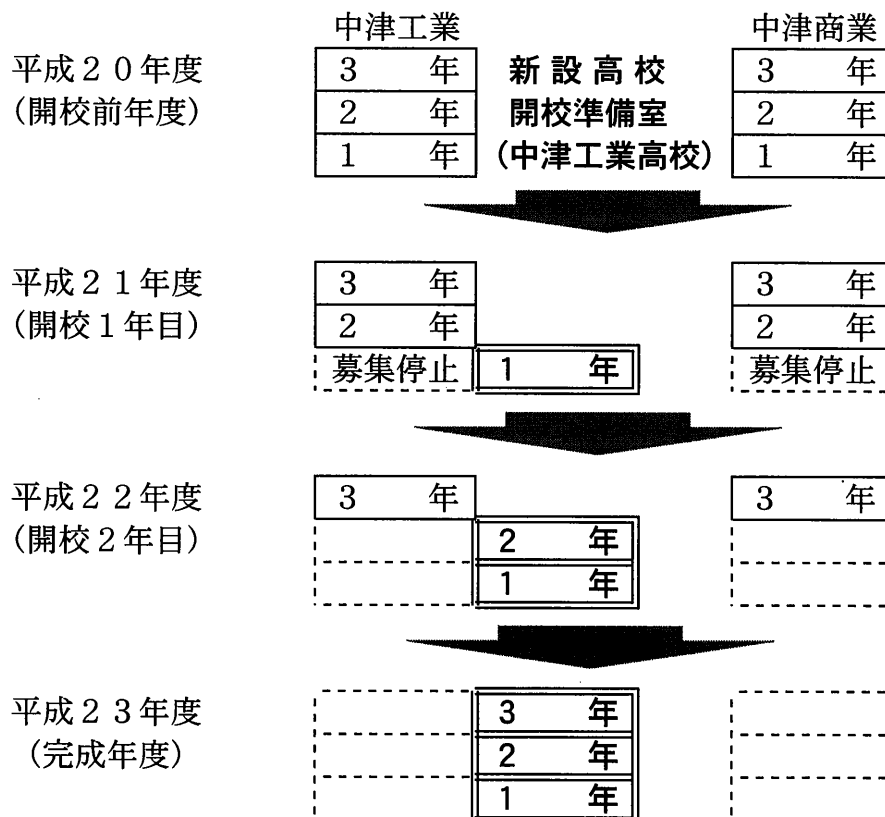 中津工業 中津商業
平成20年度 3 年 新設高校 3 年
(開校前年度) 2 年 開校準備室 2 年
1 年 (中津工業高校) 1 年
平成21年度 3 年 3 年
(開校1年目) 2 年 2 年
募集停止 1 年 募集停止
平成22年度 3 年 3 年
(開校2年目) 2 年
1 年
平成23年度 3 年
(完成年度) 2 年
1 年